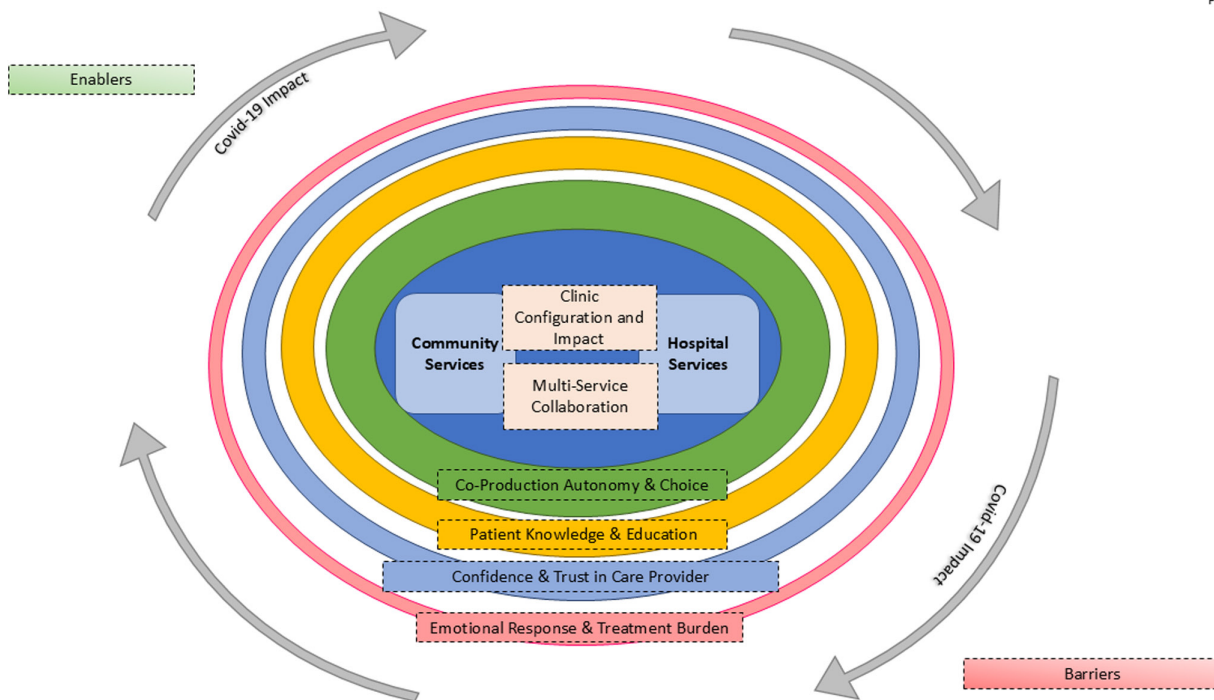 Enablers
Covid-19 Impact
Clinic
Configuration and
Impact
Community
Services
Hospital
Services
Multi-Service
Collaboration
Co-Production Autonomy & Choice
Patient Knowledge & Education
Confidence & Trust in Care Provider
Emotional Response & Treatment Burden
Covid-19 Impact
Barriers